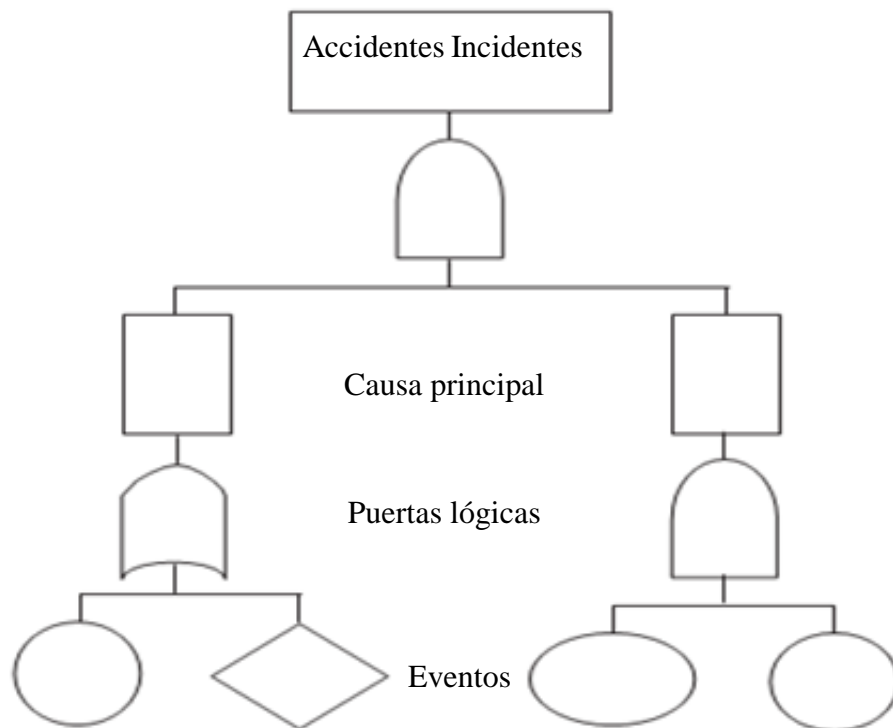 Accidentes Incidentes
Causa principal
Puertas lógicas
Eventos